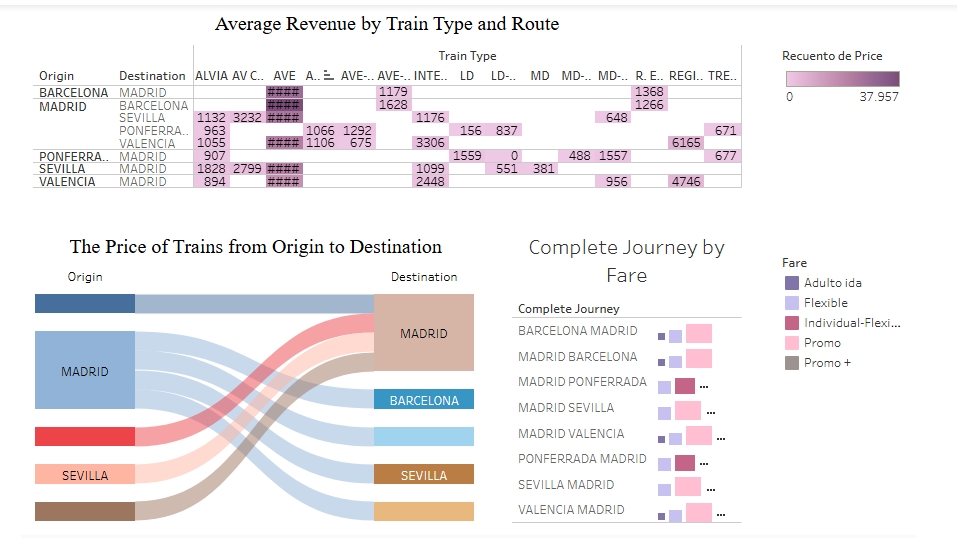 Average Revenue by Train Type and Route
Train Type
Origin Destination ALVIA AV C.. AVE A.. AVE-.. AVE-.. INTE.. LD LD-.. MD MD-.. MD-.. R. E.. REGI.. TRE..
BARCELONA MADRID #### 1179 1368
MADRID BARCELONA #### 1628 1266
SEVILLA 1132 3232 #### 1176 648
PONFERRA.. 963 1066 1292 156 837 671
VALENCIA 1055 #### 1106 675 3306 6165
PONFERRA.. MADRID 907 1559 0 488 1557 677
SEVILLA MADRID 1828 2799 #### 1099 551 381
VALENCIA MADRID 894 #### 2448 956 4746
Recuento de Price
0 37.957
The Price of Trains from Origin to Destination
Origin Destination
MADRID
SEVILLA
MADRID
BARCELONA
SEVILLA
Complete Journey by
Fare
Complete Journey
BARCELONA MADRID
MADRID BARCELONA
MADRID PONFERRADA ...
MADRID SEVILLA ...
MADRID VALENCIA ...
PONFERRADA MADRID ...
SEVILLA MADRID ...
VALENCIA MADRID ...
Fare
Adulto ida
Flexible
Individual-Flexi...
Promo
Promo +